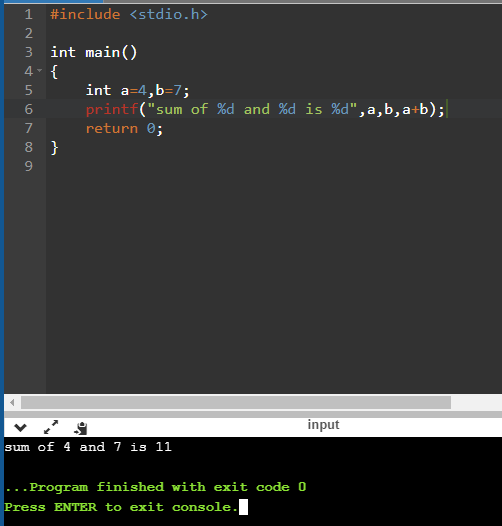 1 #include <stdio.h>
2
3 int main()
4 {
5     int a=4,b=7;
6     printf("sum of %d and %d is %d",a,b,a+b);
7     return 0;
8 }
9
input
sum of 4 and 7 is 11
...Program finished with exit code 0
Press ENTER to exit console.